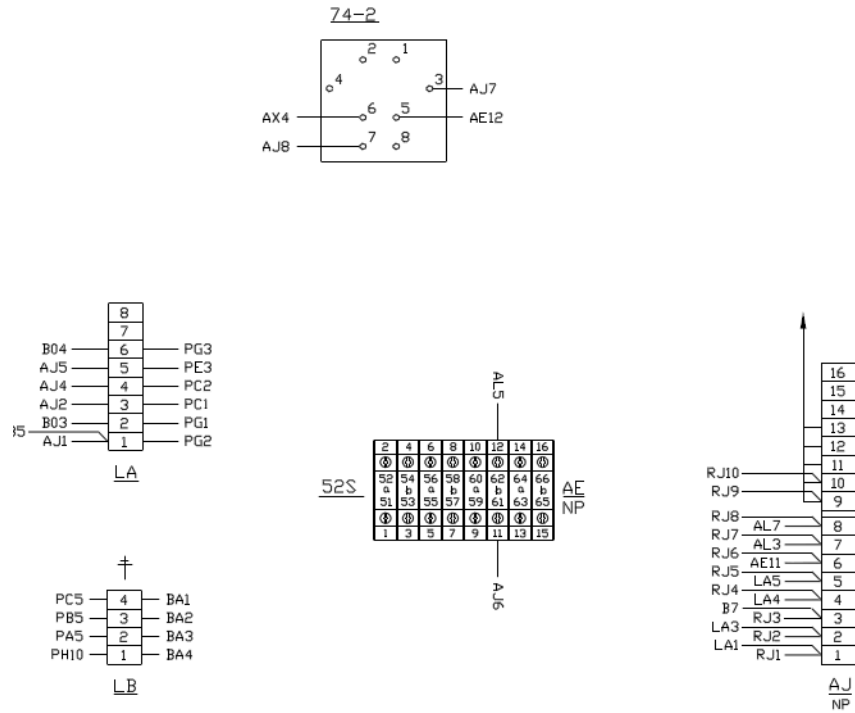 74-2
2 1
4 3 AJ7
AX4 6 5 AE12
AJ8 7 8
8
7
B04 6 PG3
AJ5 5 PE3
AJ4 4 PC2
AJ2 3 PC1
B03 2 PG1
AJ1 1 PG2
LA
PC5 4 BA1
PB5 3 BA2
PA5 2 BA3
PH10 1 BA4
LB
AL5
2 4 6 8 10 12 14 16
52 54 56 58 60 62 64 66
a b a b a b a b
51 53 55 57 59 61 63 65
1 3 5 7 9 11 13 15
52S
AE
NP
AJ6
16
15
14
13
12
11
RJ10 10
RJ9 9
RJ8
AL7 8
RJ7
AL3 7
RJ6
AE11 6
RJ5
LA5 5
RJ4
LA4 4
B7
RJ3 3
LA3
RJ2 2
LA1
RJ1 1
AJ
NP